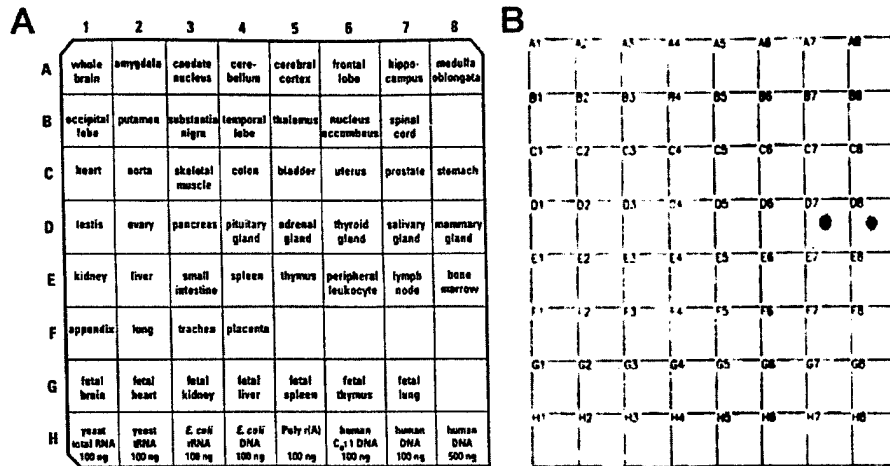 A
B
1 2 3 4 5 6 7 8
A
whole brain
amygdala
caudate nucleus
cere-bellum
cerebral cortex
frontal lobe
hippo-campus
medulla oblongata
B
occipital lobe
putamen
substantia nigra
temporal lobe
thalamus
nucleus accumbeus
spinal cord
C
heart
aorta
skeletal muscle
colon
bladder
uterus
prostate
stomach
D
testis
ovary
pancreas
pituitary gland
adrenal gland
thyroid gland
salivary gland
mammary gland
E
kidney
liver
small intestine
spleen
thymus
peripheral leukocyte
lymph node
bone marrow
F
appendix
lung
trachea
placenta
G
fetal brain
fetal heart
fetal kidney
fetal liver
fetal spleen
fetal thymus
fetal lung
H
yeast total RNA 100 ng
yeast tRNA 100 ng
E. coli rRNA 100 ng
E. coli DNA 100 ng
Poly r(A) 100 ng
human C₀t1 DNA 100 ng
human DNA 100 ng
human DNA 500 ng
A1 A2 A3 A4 A5 A6 A7 A8
B1 B2 B3 B4 B5 B6 B7 B8
C1 C2 C3 C4 C5 C6 C7 C8
D1 D2 D3 D4 D5 D6 D7 D8
E1 E2 E3 E4 E5 E6 E7 E8
F1 F2 F3 F4 F5 F6 F7 F8
G1 G2 G3 G4 G5 G6 G7 G8
H1 H2 H3 H4 H5 H6 H7 H8